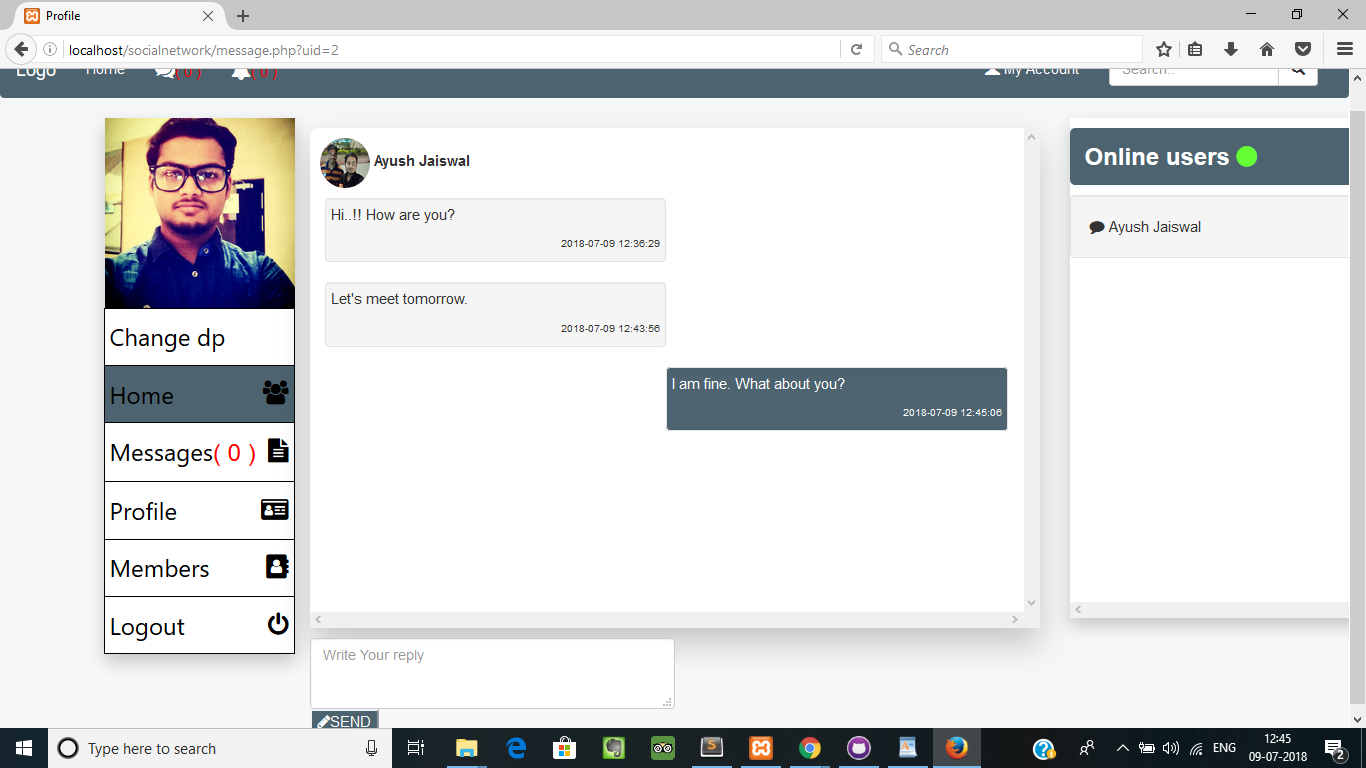 Profile
localhost/socialnetwork/message.php?uid=2
Search
Logo
Home
( 0 )
( 0 )
My Account
Search..
Ayush Jaiswal
Hi..!! How are you?
2018-07-09 12:36:29
Let's meet tomorrow.
2018-07-09 12:43:56
I am fine. What about you?
2018-07-09 12:45:06
Change dp
Home
Messages( 0 )
Profile
Members
Logout
Online users
Ayush Jaiswal
Write Your reply
SEND
Type here to search
ENG
12:45
09-07-2018
2